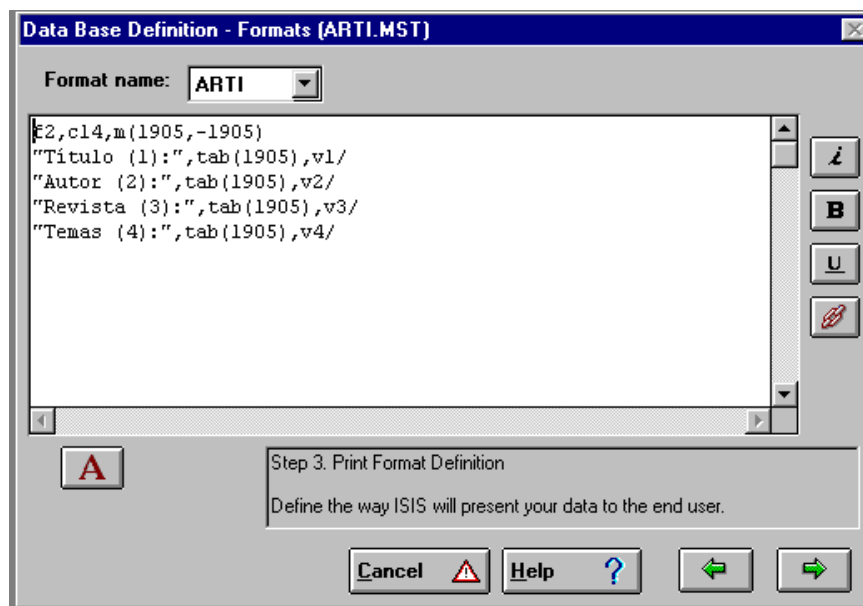 Data Base Definition - Formats (ARTI.MST)
Format name: ARTI
f2,cl4,m(1905,-1905)
"Título (1):",tab(1905),v1/
"Autor (2):",tab(1905),v2/
"Revista (3):",tab(1905),v3/
"Temas (4):",tab(1905),v4/
i
B
U
A
Step 3. Print Format Definition
Define the way ISIS will present your data to the end user.
Cancel Help ?